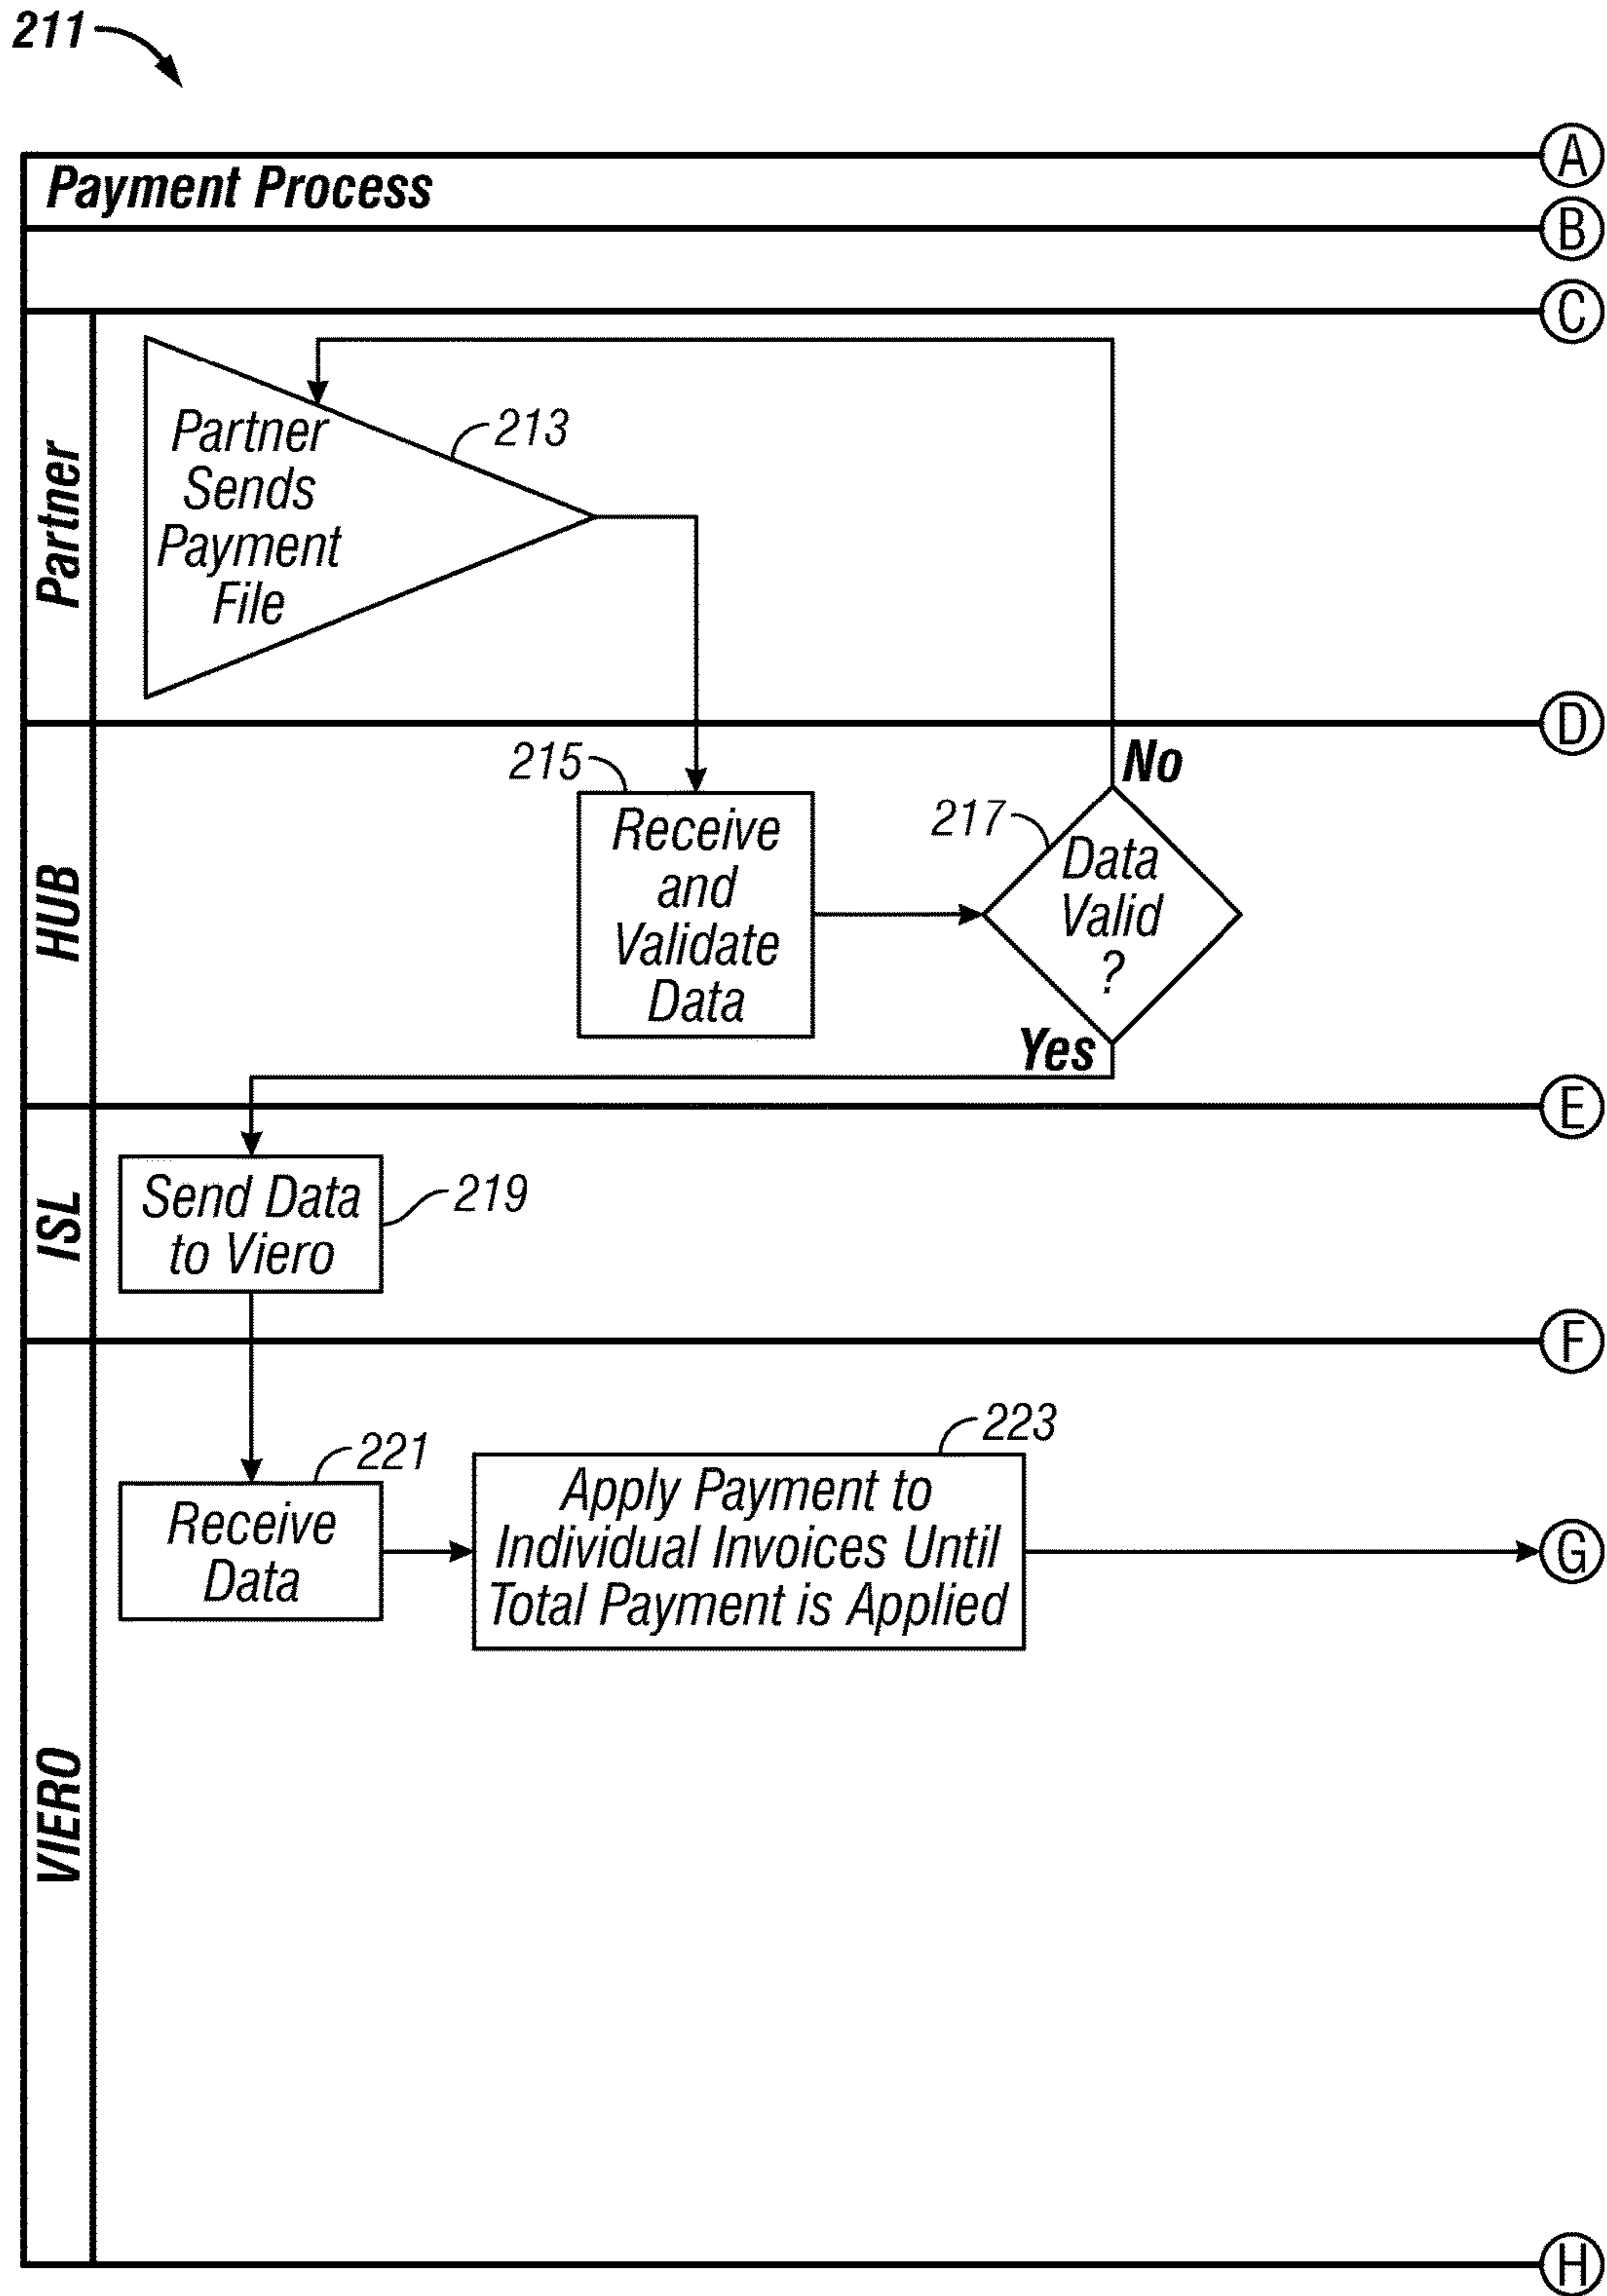 211
A
Payment Process
B
C
Partner
Partner
Sends
Payment
File
213
D
HUB
215
Receive
and
Validate
Data
217
Data
Valid
?
No
Yes
E
ISL
Send Data
to Viero
219
F
VIERO
221
Receive
Data
223
Apply Payment to
Individual Invoices Until
Total Payment is Applied
G
H